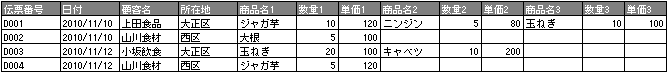 伝票番号 日付 顧客名 所在地 商品名1 数量1 単価1 商品名2 数量2 単価2 商品名3 数量3 単価3
D001 2010/11/10 上田食品 大正区 ジャガ芋 10 120 ニンジン 5 80 玉ねぎ 10 100
D002 2010/11/10 山川食材 西区 大根 5 100
D003 2010/11/12 小坂飲食 大正区 玉ねぎ 20 100 キャベツ 10 200
D004 2010/11/12 山川食材 西区 ジャガ芋 5 120